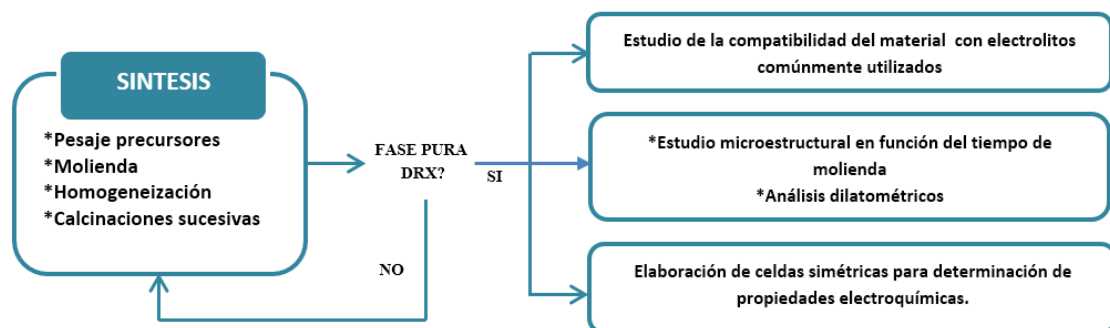 SINTESIS
*Pesaje precursores
*Molienda
*Homogeneización
*Calcinaciones sucesivas
FASE PURA
DRX?
SI
NO
Estudio de la compatibilidad del material con electrolitos
comúnmente utilizados
*Estudio microestructural en función del tiempo de
molienda
*Análisis dilatométricos
Elaboración de celdas simétricas para determinación de
propiedades electroquímicas.